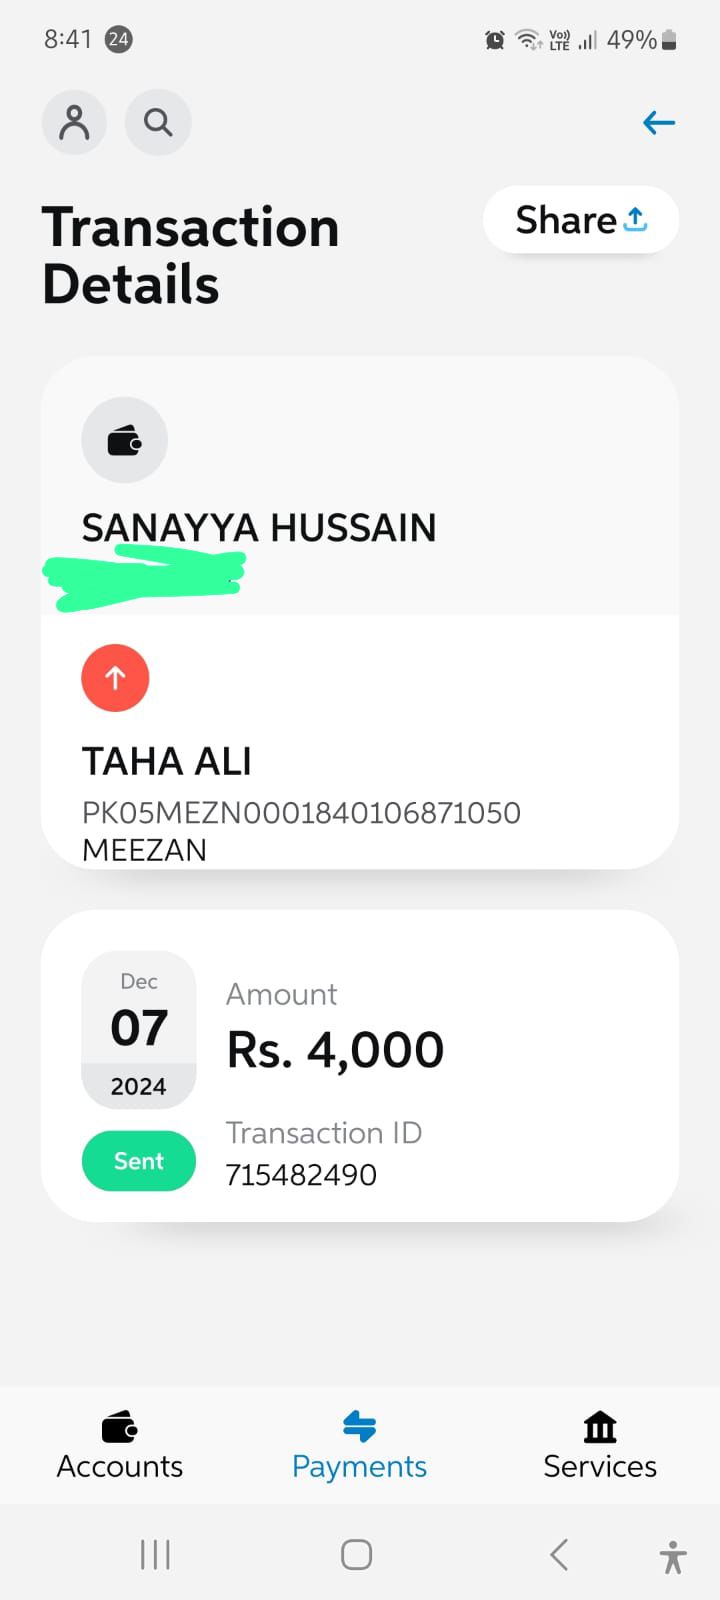 8:41 24 Vo)) LTE 49%
Transaction
Details
Share
SANAYYA HUSSAIN
TAHA ALI
PK05MEZN0001840106871050
MEEZAN
Dec
07
2024
Sent
Amount
Rs. 4,000
Transaction ID
715482490
Accounts
Payments
Services